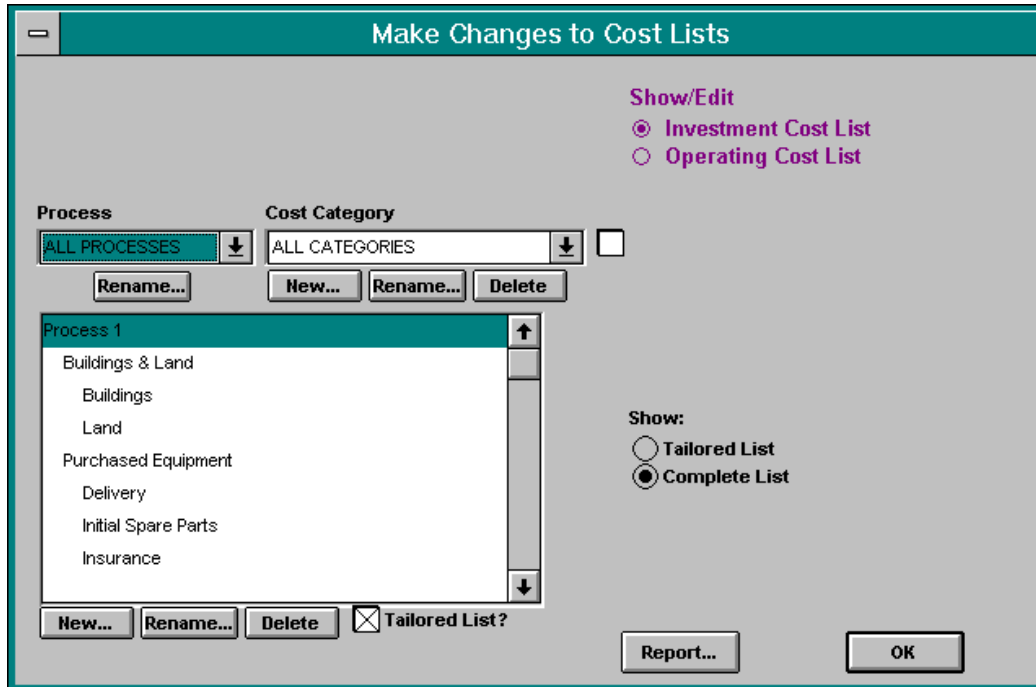 Make Changes to Cost Lists
Show/Edit
Investment Cost List
Operating Cost List
Process
Cost Category
ALL PROCESSES
ALL CATEGORIES
Rename...
New...
Rename...
Delete
Process 1
Buildings & Land
Buildings
Land
Purchased Equipment
Delivery
Initial Spare Parts
Insurance
Show:
Tailored List
Complete List
New...
Rename...
Delete
Tailored List?
Report...
OK